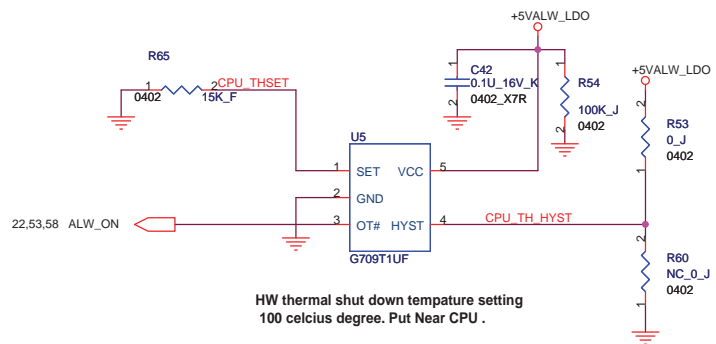 +5VALW_LDO
R65
1
2
CPU_THSET
0402
15K_F
1
2
C42
0.1U_16V_K
0402_X7R
1
2
R54
100K_J
0402
+5VALW_LDO
2
1
R53
0_J
0402
U5
1
SET
VCC
5
2
GND
3
OT#
HYST
4
CPU_TH_HYST
22,53,58 ALW_ON
G709T1UF
2
1
R60
NC_0_J
0402
HW thermal shut down tempature setting
100 celcius degree. Put Near CPU .